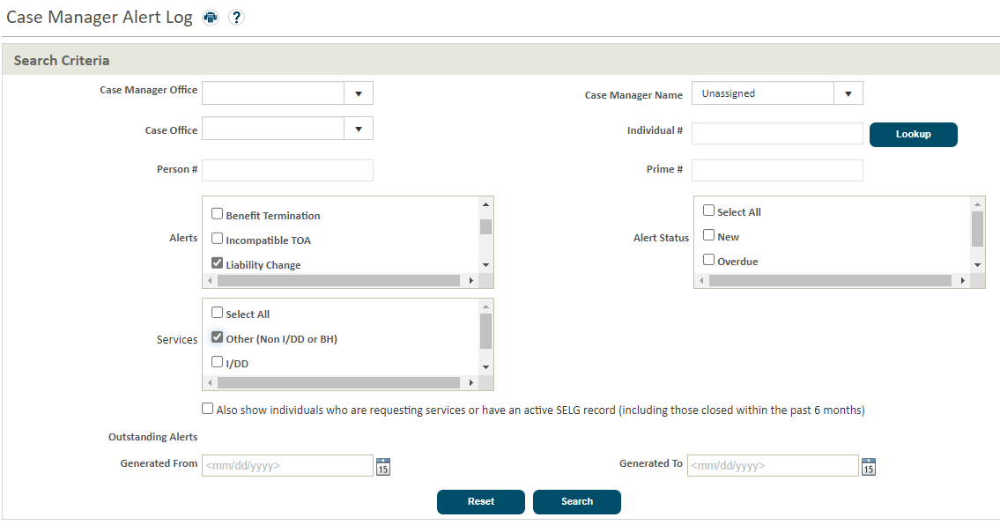 Case Manager Alert Log ?
Search Criteria
Case Manager Office
Case Manager Name Unassigned
Case Office
Individual # Lookup
Person #
Prime #
Alerts
Benefit Termination
Incompatible TOA
Liability Change
Alert Status
Select All
New
Overdue
Services
Select All
Other (Non I/DD or BH)
I/DD
Also show individuals who are requesting services or have an active SELG record (including those closed within the past 6 months)
Outstanding Alerts
Generated From <mm/dd/yyyy> 15
Generated To <mm/dd/yyyy> 15
Reset Search